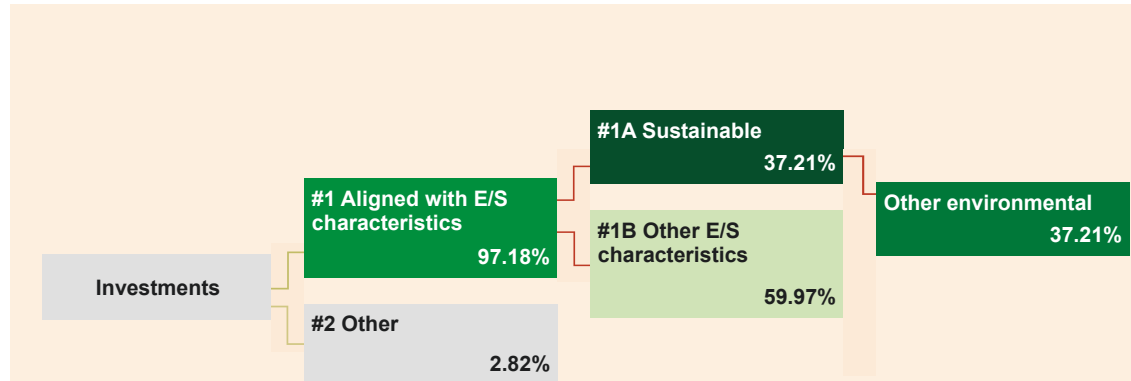 Investments
#1 Aligned with E/S
characteristics
97.18%
#2 Other
2.82%
#1A Sustainable
37.21%
#1B Other E/S
characteristics
59.97%
Other environmental
37.21%